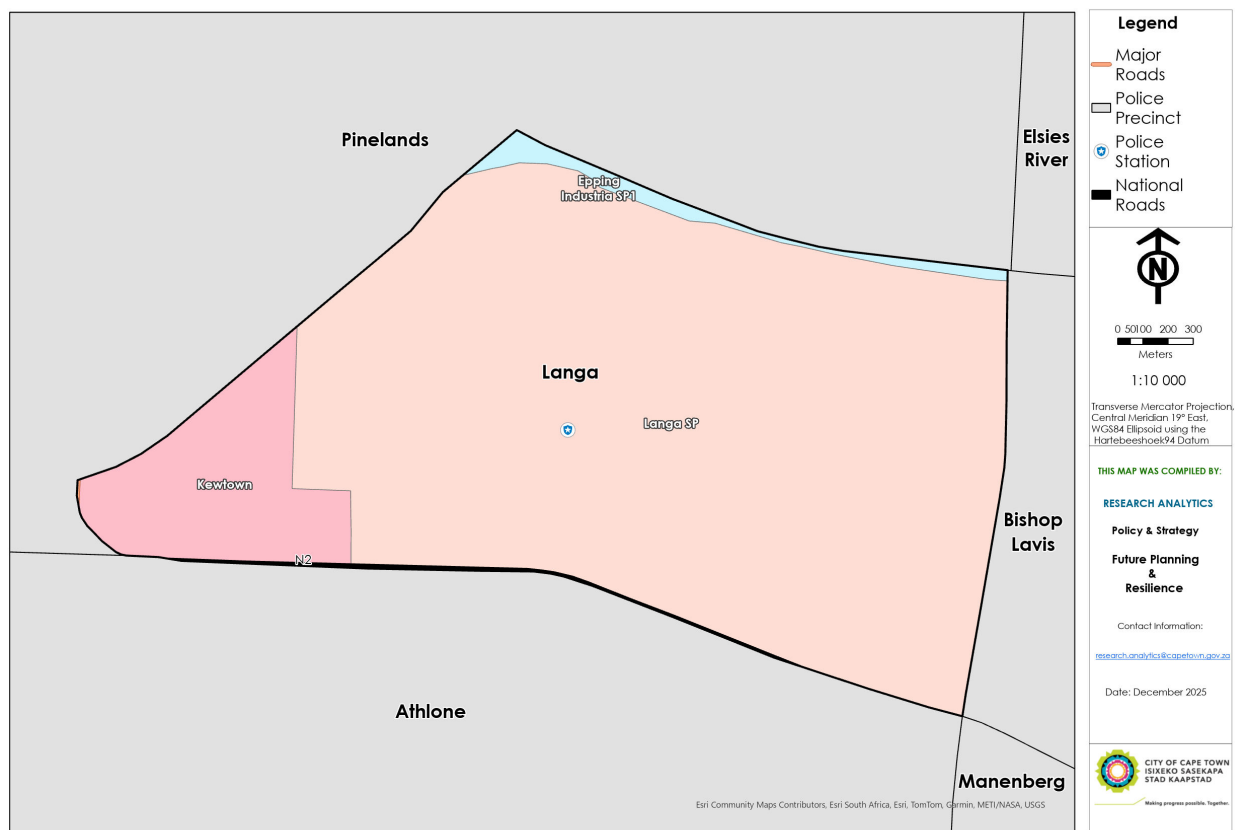 Pinelands
Elsies
River
Epping
Industria SP1
Langa
Langa SP
Kewtown
Bishop
Lavis
N2
Athlone
Manenberg
Esri Community Maps Contributors, Esri South Africa, Esri, TomTom, Garmin, METI/NASA, USGS
Legend
Major
Roads
Police
Precinct
Police
Station
National
Roads
N
0 50100 200 300
Meters
1:10 000
Transverse Mercator Projection,
Central Meridian 19° East,
WGS84 Ellipsoid using the
Hartebeeshoek94 Datum
THIS MAP WAS COMPILED BY:
RESEARCH ANALYTICS
Policy & Strategy
Future Planning
&
Resilience
Contact Information:
research.analytics@capetown.gov.za
Date: December 2025
CITY OF CAPE TOWN
ISIXEKO SASEKAPA
STAD KAAPSTAD
Making progress possible. Together.